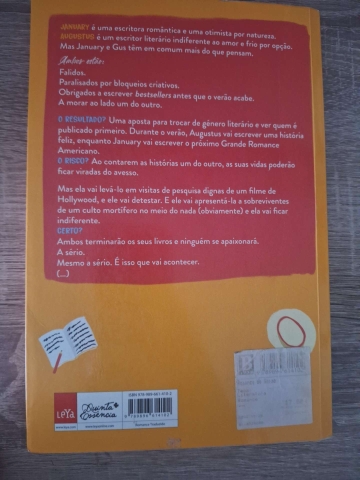 JANUARY é uma escritora romântica e uma otimista por natureza.
AUGUSTUS é um escritor literário indiferente ao amor e frio por opção.
Mas January e Gus têm em comum mais do que pensem.
Ambos estão:
Falidos.
Paralisados por bloqueios criativos.
Obrigados a escrever bestsellers antes que o verão acabe.
A morar ao lado um do outro.
O RESULTADO? Uma aposta para trocar de género literário e ver quem é
publicado primeiro. Durante o verão, Augustus vai escrever uma história
feliz, enquanto January vai escrever o próximo Grande Romance
Americano.
O RISCO? Ao contarem as histórias um do outro, as suas vidas poderão
ficar viradas do avesso.
Mas ela vai levá-lo em visitas de pesquisa dignas de um filme de
Hollywood, e ele vai detestar. E ele vai apresentá-la a sobreviventes
de um culto mortífero no meio do nada (obviamente) e ela vai ficar
indiferente.
CERTO?
Ambos terminarão os seus livros e ninguém se apaixonará.
A sério.
Mesmo a sério. É isso que vai acontecer.
(...)
LEYA
Quinta Essência
ISBN
B